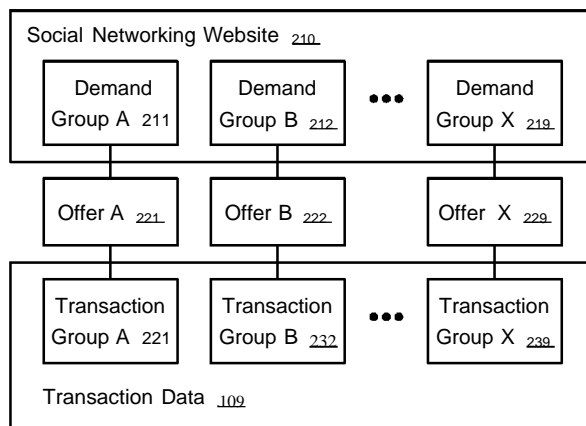 Social Networking Website 210
Demand
Group A 211
Demand
Group B 212
Demand
Group X 219
Offer A 221
Offer B 222
Offer X 229
Transaction
Group A 221
Transaction
Group B 232
Transaction
Group X 239
Transaction Data 109